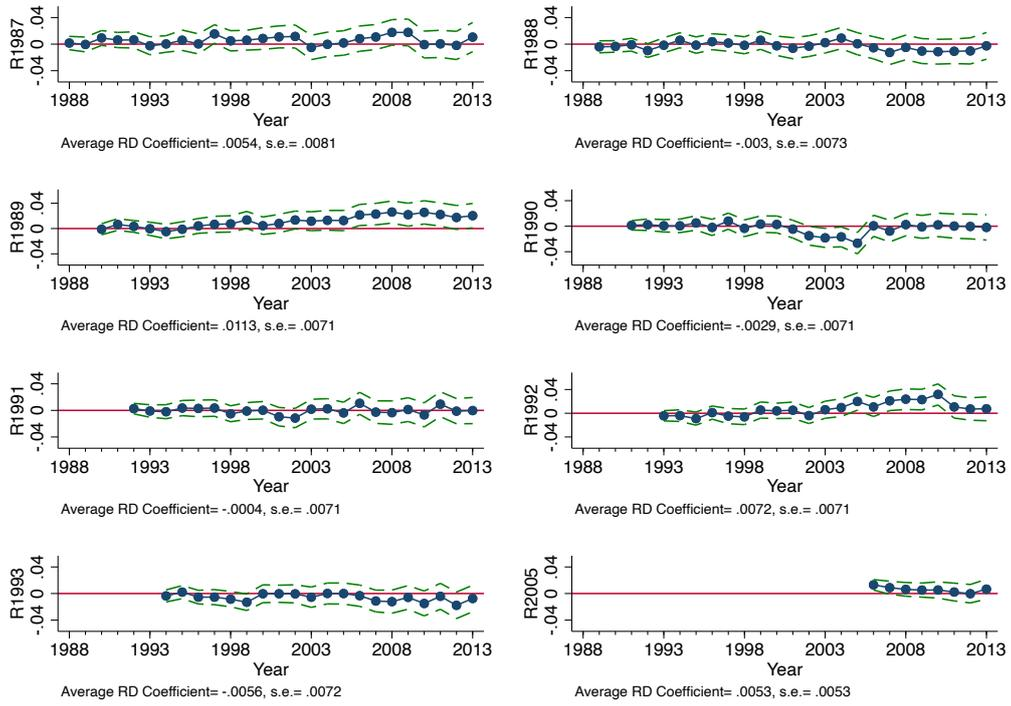 R1987
.04
0
-.04
1988 1993 1998 2003 2008 2013
Year
Average RD Coefficient= .0054, s.e.= .0081
R1988
.04
0
-.04
1988 1993 1998 2003 2008 2013
Year
Average RD Coefficient= -.003, s.e.= .0073
R1989
.04
0
-.04
1988 1993 1998 2003 2008 2013
Year
Average RD Coefficient= .0113, s.e.= .0071
R1990
.04
0
-.04
1988 1993 1998 2003 2008 2013
Year
Average RD Coefficient= -.0029, s.e.= .0071
R1991
.04
0
-.04
1988 1993 1998 2003 2008 2013
Year
Average RD Coefficient= -.0004, s.e.= .0071
R1992
.04
0
-.04
1988 1993 1998 2003 2008 2013
Year
Average RD Coefficient= .0072, s.e.= .0071
R1993
.04
0
-.04
1988 1993 1998 2003 2008 2013
Year
Average RD Coefficient= -.0056, s.e.= .0072
R2005
.04
0
-.04
1988 1993 1998 2003 2008 2013
Year
Average RD Coefficient= .0053, s.e.= .0053